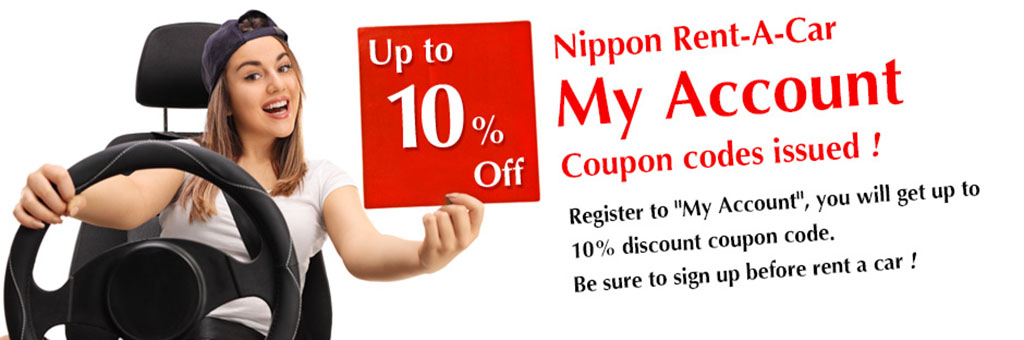 Up to
10%
Off
Nippon Rent-A-Car
My Account
Coupon codes issued !
Register to "My Account", you will get up to
10% discount coupon code.
Be sure to sign up before rent a car !